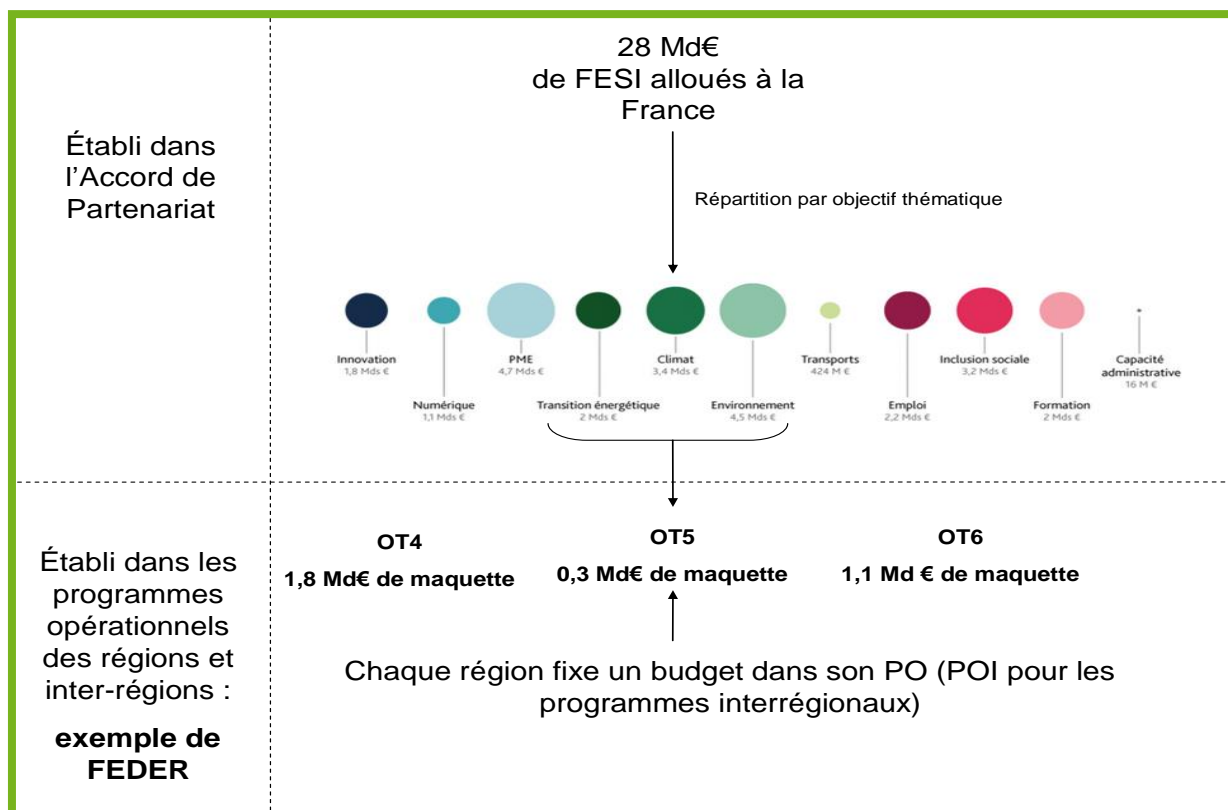 28 Md€
de FESI alloués à la
France
Établi dans
l’Accord de
Partenariat
Répartition par objectif thématique
Innovation
1,8 Mds €
PME
4,7 Mds €
Climat
3,4 Mds €
Transports
424 M €
Inclusion sociale
3,2 Mds €
Capacité
administrative
16 M €
Numérique
1,1 Mds €
Transition énergétique
2 Mds €
Environnement
4,5 Mds €
Emploi
2,2 Mds €
Formation
2 Mds €
OT4
1,8 Md€ de maquette
OT5
0,3 Md€ de maquette
OT6
1,1 Md € de maquette
Établi dans les
programmes
opérationnels
des régions et
inter-régions :
exemple de
FEDER
Chaque région fixe un budget dans son PO (POI pour les
programmes interrégionaux)